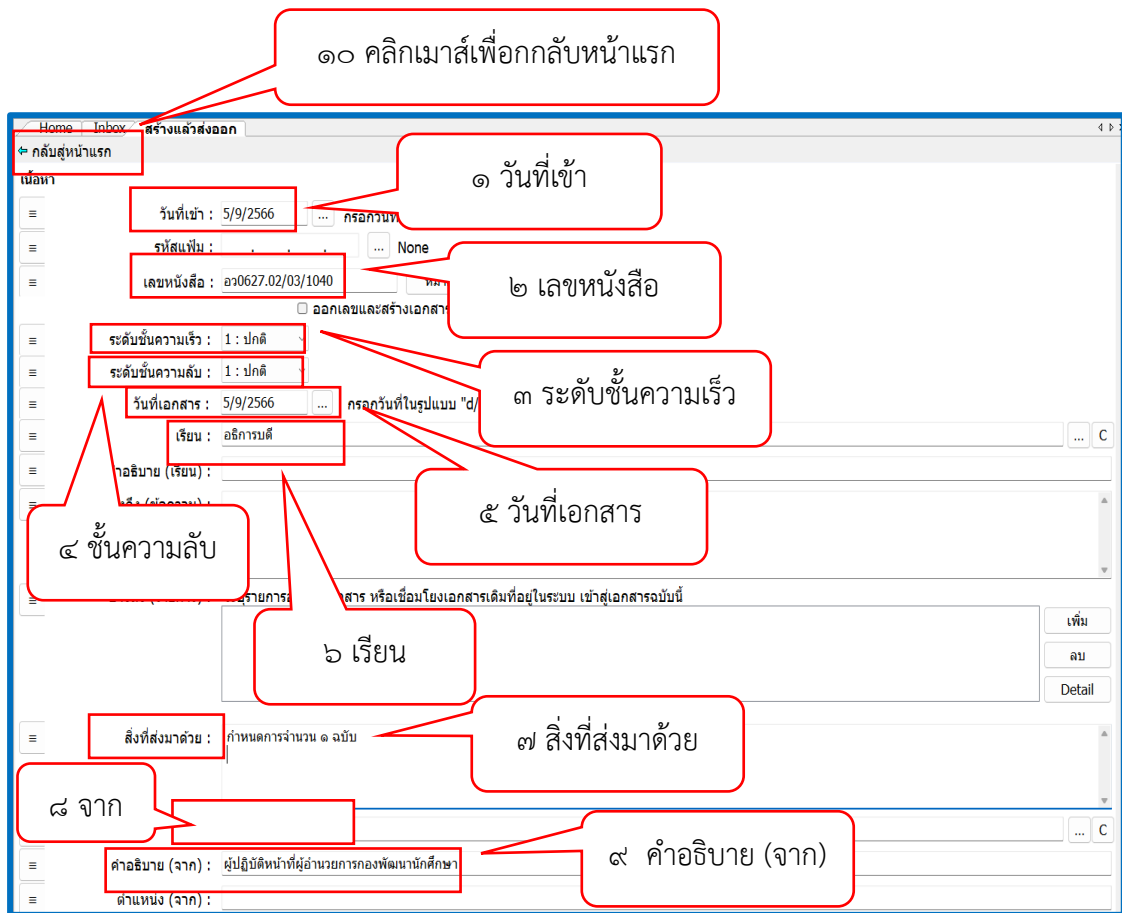 ๑๐ คลิกเมาส์เพื่อกกลับหน้าแรก
Home Inbox สร้างแล้วส่งออก
กลับสู่หน้าแรก
เนื้อหา
๑ วันที่เข้า
วันที่เข้า : 5/9/2566 ... กรอกวันที่
รหัสแฟ้ม : ... None
๒ เลขหนังสือ
เลขหนังสือ : อว0627.02/03/1040
ออกเลขและสร้างเอกสาร
ระดับชั้นความเร็ว : 1 : ปกติ
๓ ระดับชั้นความเร็ว
ระดับชั้นความลับ : 1 : ปกติ
วันที่เอกสาร : 5/9/2566 ... กรอกวันที่ในรูปแบบ "d/
เรียน : อธิการบดี ... C
(เรียน) :
๕ วันที่เอกสาร
๔ ชั้นความลับ
หรือเชื่อมโยงเอกสารเดิมที่อยู่ในระบบ เข้าสู่เอกสารฉบับนี้
เพิ่ม
๖ เรียน
ลบ
Detail
สิ่งที่ส่งมาด้วย : กำหนดการจำนวน ๑ ฉบับ
๗ สิ่งที่ส่งมาด้วย
๘ จาก
... C
๙ คำอธิบาย (จาก)
คำอธิบาย (จาก) : ผู้ปฏิบัติหน้าที่ผู้อำนวยการกองพัฒนานักศึกษา
ตำแหน่ง (จาก) :